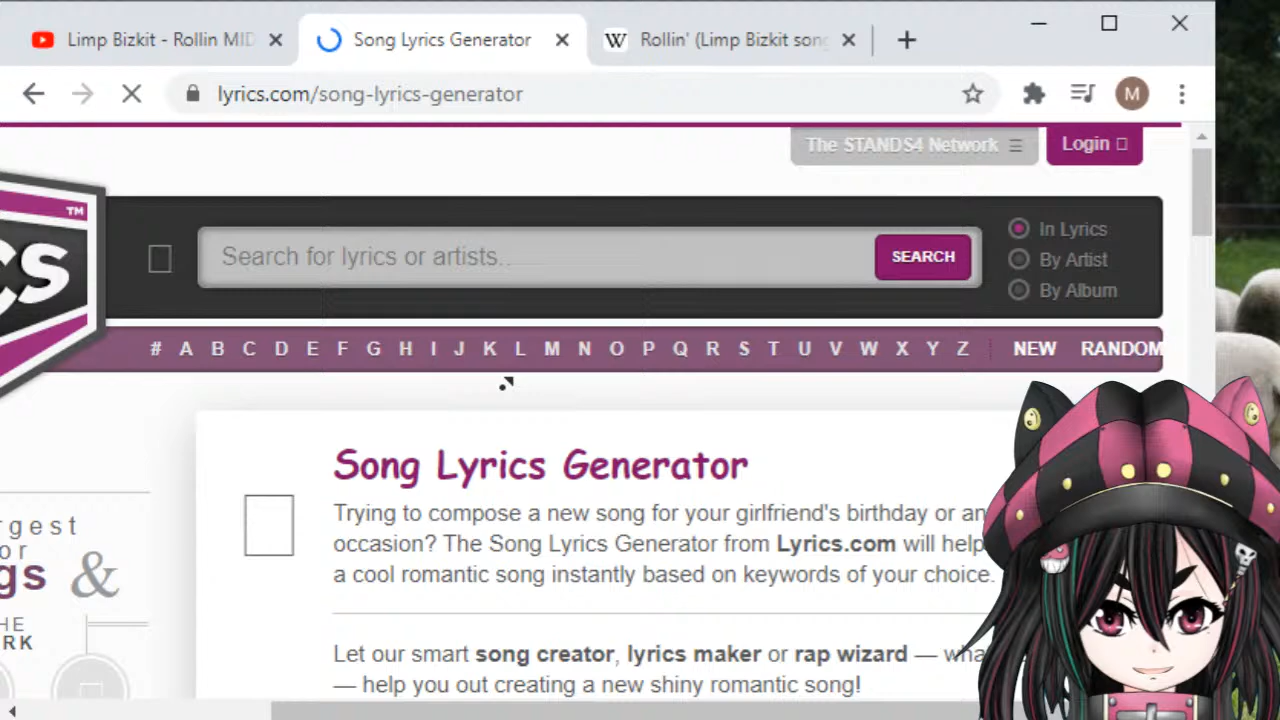 Limp Bizkit - Rollin MID
Song Lyrics Generator
W Rollin' (Limp Bizkit song
lyrics.com/song-lyrics-generator
M
The STANDS4 Network
Login
TM
CS
Search for lyrics or artists..
SEARCH
In Lyrics
By Artist
By Album
# A B C D E F G H I J K L M N O P Q R S T U V W X Y Z NEW RANDOM
Song Lyrics Generator
Trying to compose a new song for your girlfriend's birthday or an
occasion? The Song Lyrics Generator from Lyrics.com will help
a cool romantic song instantly based on keywords of your choice.
Let our smart song creator, lyrics maker or rap wizard — wha
— help you out creating a new shiny romantic song!
rgest
or
gs &
HE
RK